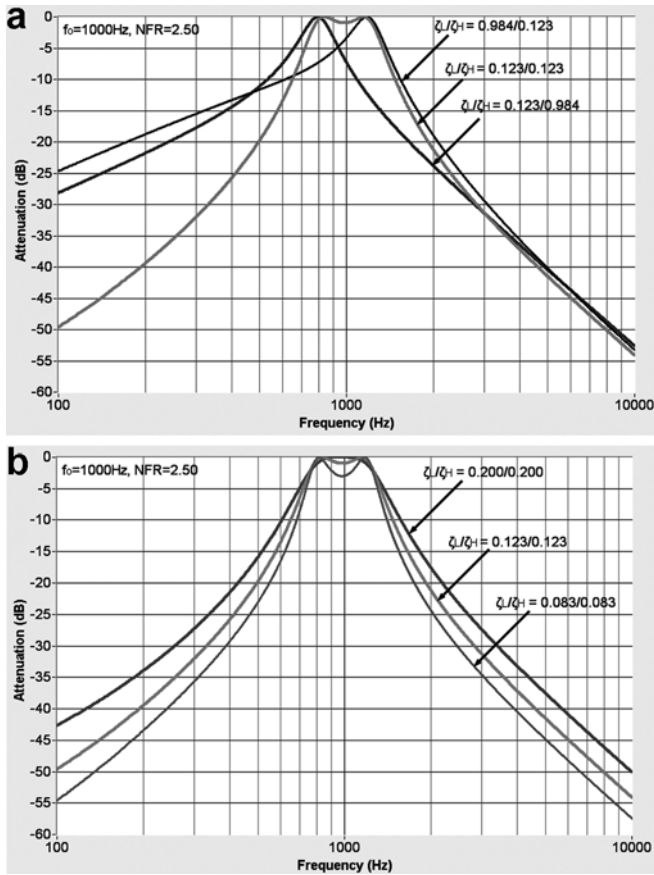 a
f₀=1000Hz, NFR=2.50
ζL/ζH = 0.984/0.123
ζL/ζH = 0.123/0.123
ζL/ζH = 0.123/0.984
Attenuation (dB)
0
-5
-10
-15
-20
-25
-30
-35
-40
-45
-50
-55
-60
100
1000
10000
Frequency (Hz)
b
f₀=1000Hz, NFR=2.50
ζL/ζH = 0.200/0.200
ζL/ζH = 0.123/0.123
ζL/ζH = 0.083/0.083
Attenuation (dB)
0
-5
-10
-15
-20
-25
-30
-35
-40
-45
-50
-55
-60
100
1000
10000
Frequency (Hz)